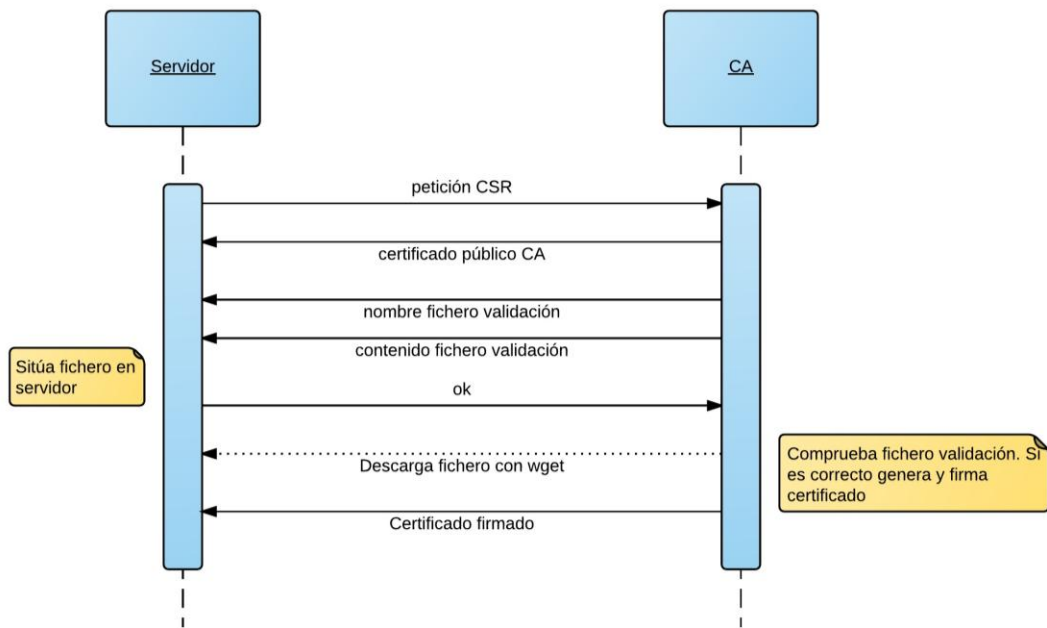 Servidor
CA
petición CSR
certificado público CA
nombre fichero validación
contenido fichero validación
Sitúa fichero en
servidor
ok
Descarga fichero con wget
Comprueba fichero validación. Si
es correcto genera y firma
certificado
Certificado firmado